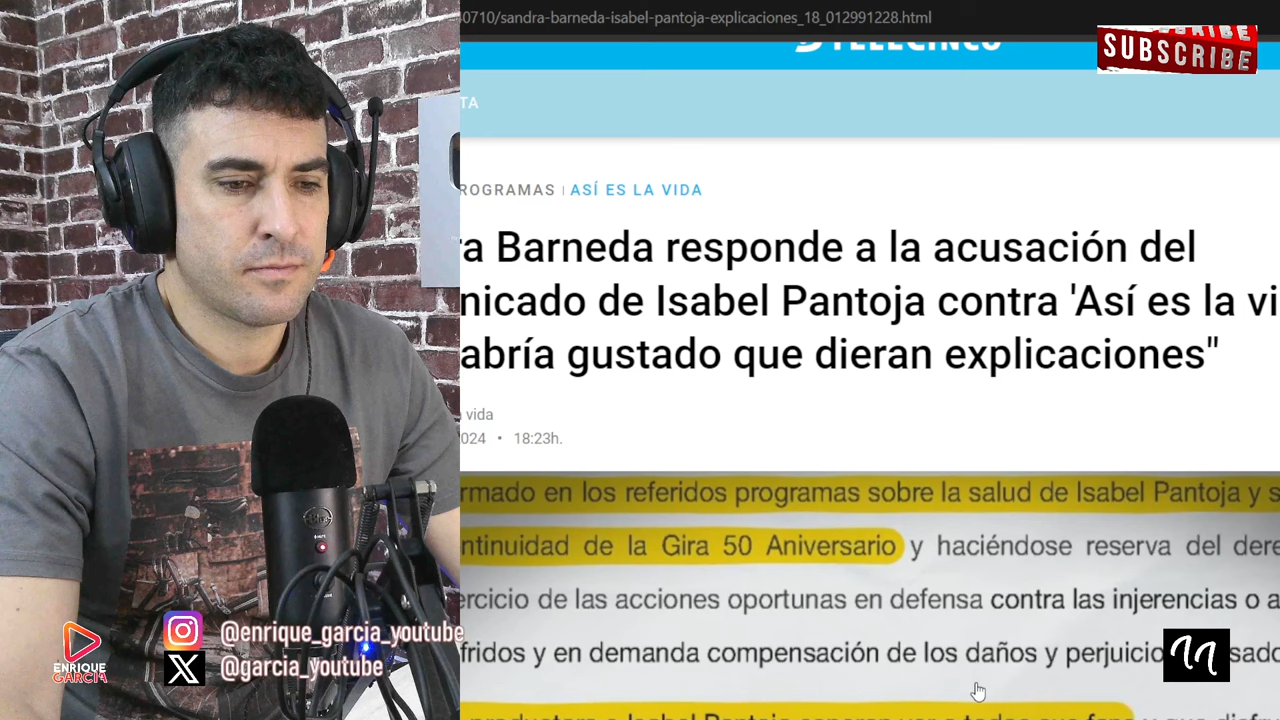 0710/sandra-barneda-isabel-pantoja-explicaciones_18_012991228.html
TELECINCO
SUBSCRIBE
TA
ROGRAMAS | ASÍ ES LA VIDA
a Barneda responde a la acusación del
nicado de Isabel Pantoja contra 'Así es la vi
abría gustado que dieran explicaciones"
vida
024 • 18:23h.
rmado en los referidos programas sobre la salud de Isabel Pantoja y s
ntinuidad de la Gira 50 Aniversario y haciéndose reserva del dere
ercicio de las acciones oportunas en defensa contra las injerencias o a
fridos y en demanda compensación de los daños y perjuicio sado
@enrique_garcia_youtube
@garcia_youtube
ENRIQUE
GARCIA